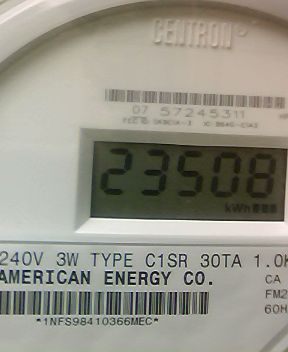 CENTRON®
07 57245311
23508
kWh
240V 3W TYPE C1SR 30TA 1.0K
AMERICAN ENERGY CO.
CA
FM2
60H
*1NFS98410366MEC*